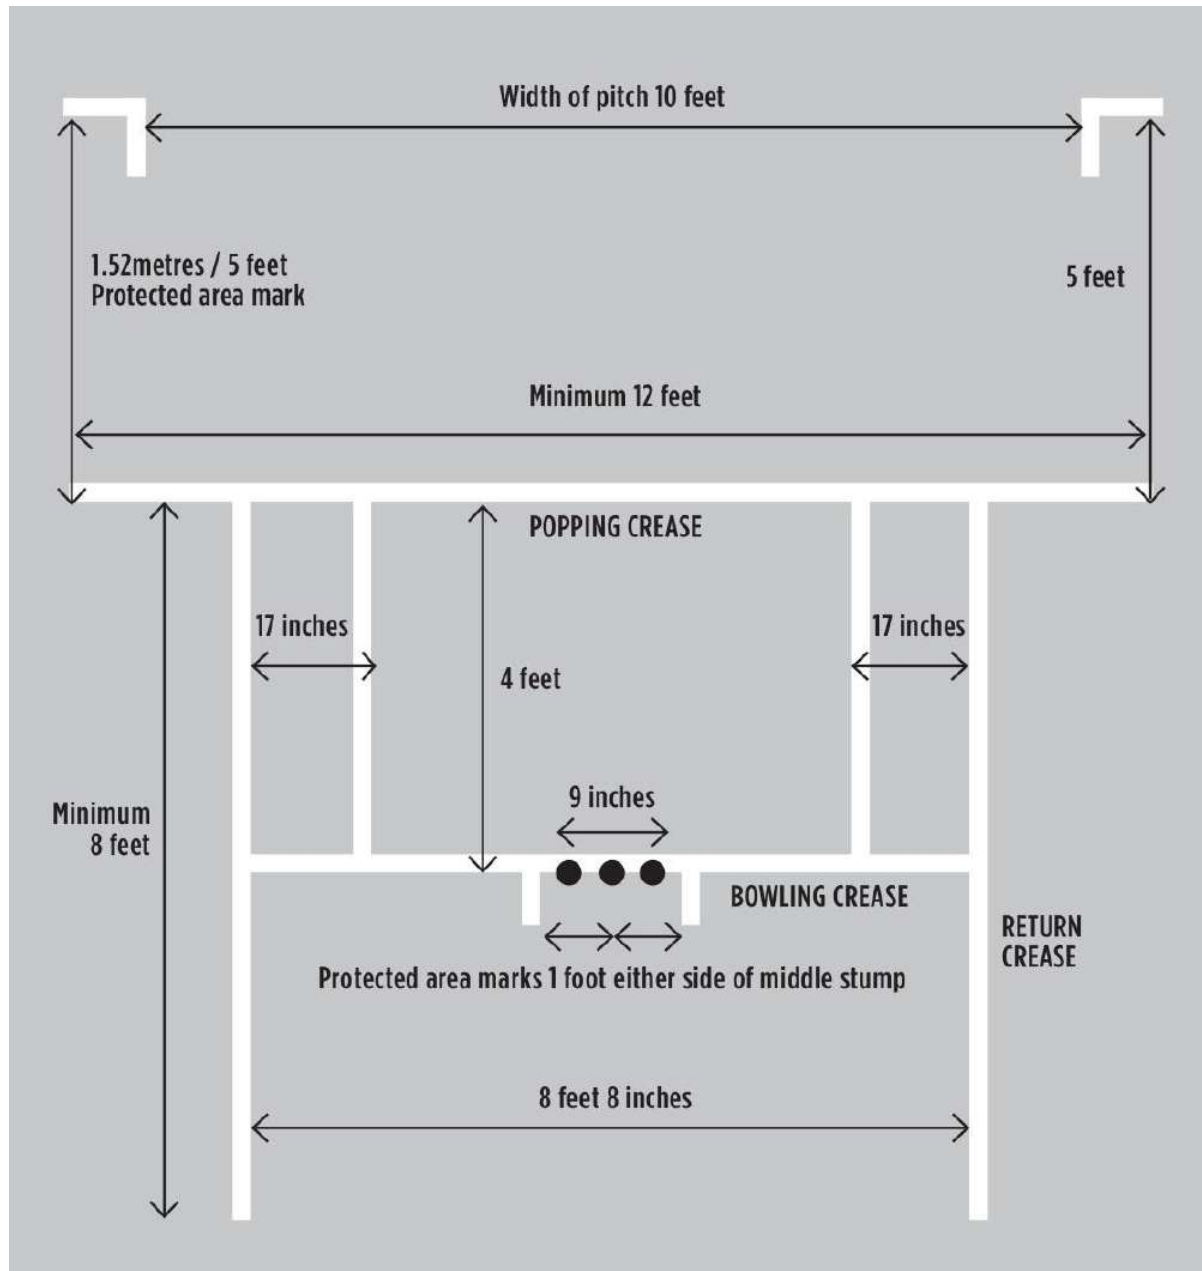 Width of pitch 10 feet
1.52metres / 5 feet
Protected area mark
5 feet
Minimum 12 feet
POPPING CREASE
17 inches
17 inches
4 feet
9 inches
Minimum
8 feet
BOWLING CREASE
RETURN
CREASE
Protected area marks 1 foot either side of middle stump
8 feet 8 inches